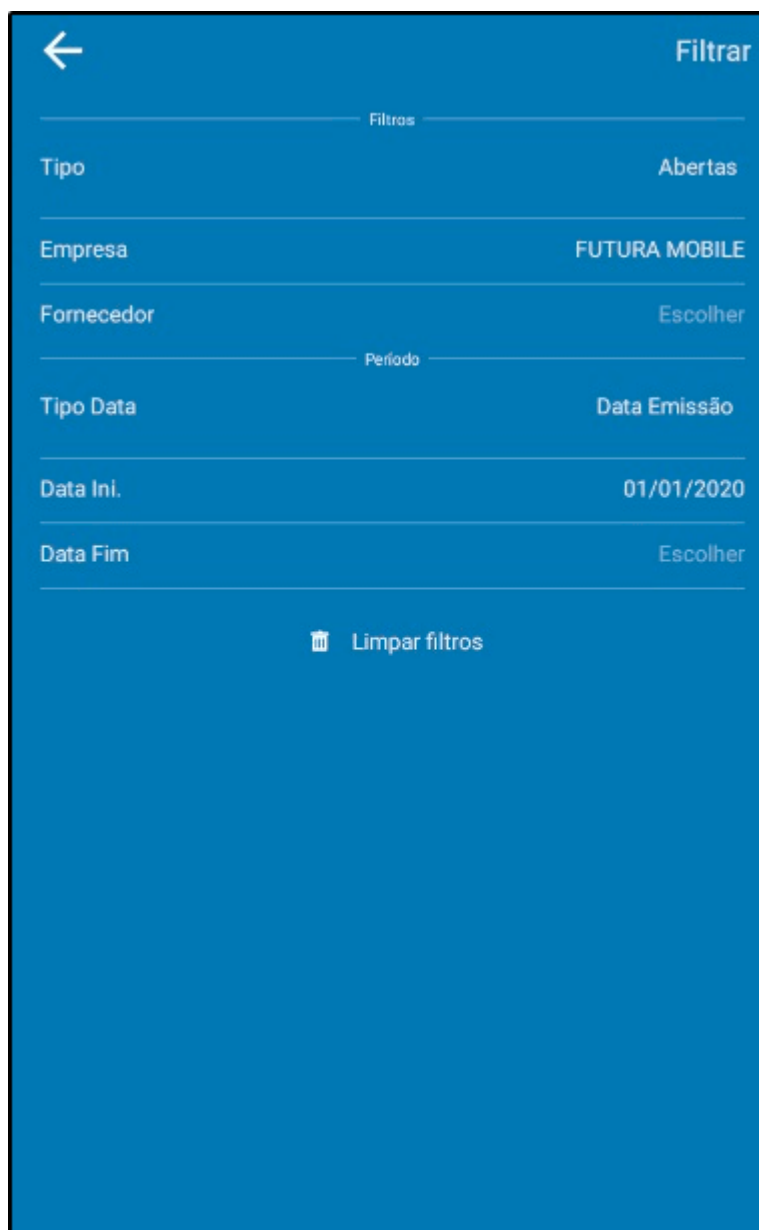 Filtrar
Filtros
Tipo Abertas
Empresa FUTURA MOBILE
Fornecedor Escolher
Período
Tipo Data Data Emissão
Data Ini. 01/01/2020
Data Fim Escolher
Limpar filtros